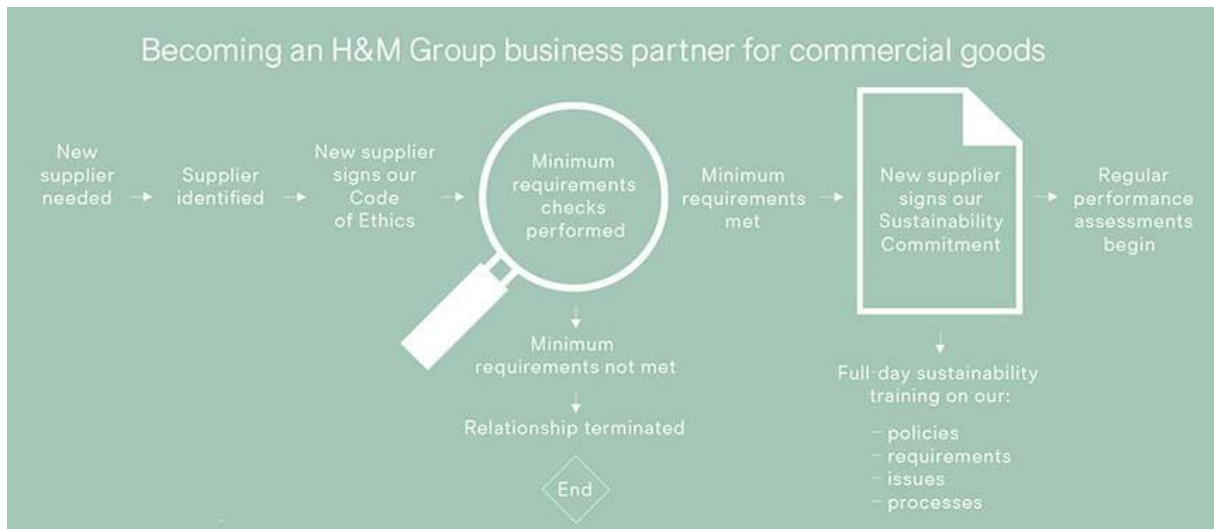 Becoming an H&M Group business partner for commercial goods
New
supplier
needed
Supplier
identified
New supplier
signs our
Code
of Ethics
Minimum
requirements
checks
performed
Minimum
requirements
met
New supplier
signs our
Sustainability
Commitment
Regular
performance
assessments
begin
Minimum
requirements not met
Relationship terminated
End
Full-day sustainability
training on our:
– policies
– requirements
– issues
– processes